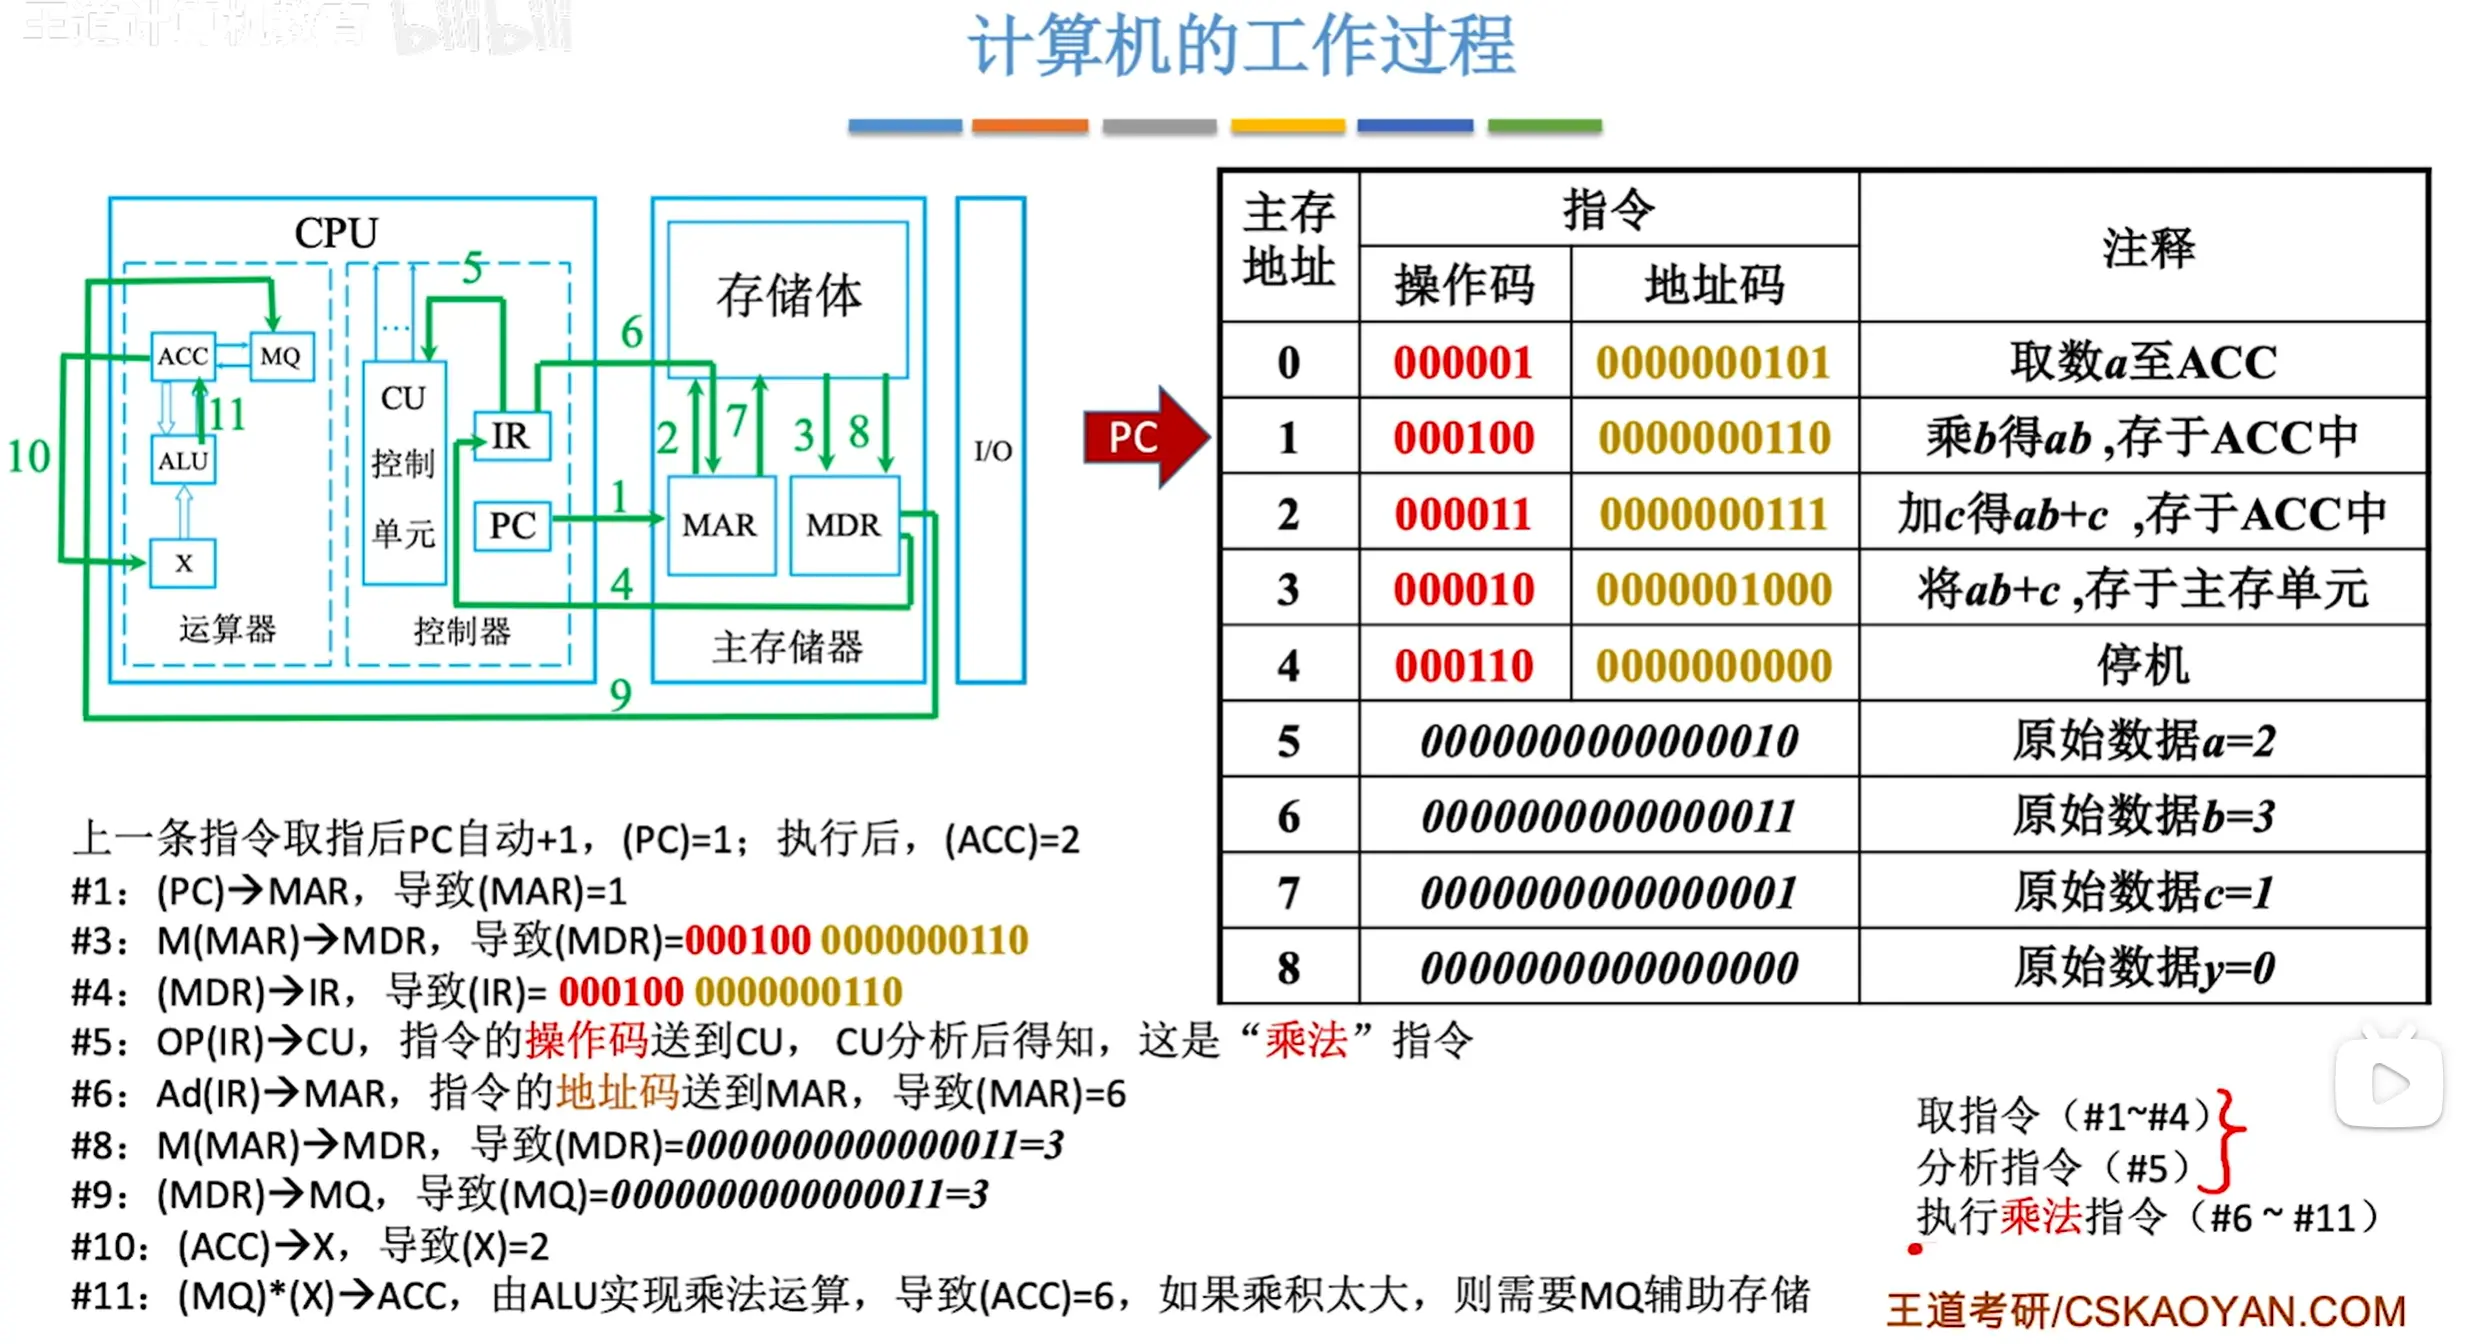 王道计算机教育 bilibili
计算机的工作过程
CPU
ACC
MQ
ALU
X
运算器
...
CU
控制
单元
IR
PC
控制器
存储体
MAR
MDR
主存储器
I/O
1
2
3
4
5
6
7
8
9
10
11
PC
主存地址 指令 注释
操作码 地址码
0 000001 0000000101 取数a至ACC
1 000100 0000000110 乘b得ab ,存于ACC中
2 000011 0000000111 加c得ab+c ,存于ACC中
3 000010 0000001000 将ab+c ,存于主存单元
4 000110 0000000000 停机
5 0000000000000010 原始数据a=2
6 0000000000000011 原始数据b=3
7 0000000000000001 原始数据c=1
8 0000000000000000 原始数据y=0
上一条指令取指后PC自动+1，(PC)=1；执行后，(ACC)=2
#1：(PC)→MAR，导致(MAR)=1
#3：M(MAR)→MDR，导致(MDR)=000100 0000000110
#4：(MDR)→IR，导致(IR)= 000100 0000000110
#5：OP(IR)→CU，指令的操作码送到CU，CU分析后得知，这是“乘法”指令
#6：Ad(IR)→MAR，指令的地址码送到MAR，导致(MAR)=6
#8：M(MAR)→MDR，导致(MDR)=0000000000000011=3
#9：(MDR)→MQ，导致(MQ)=0000000000000011=3
#10：(ACC)→X，导致(X)=2
#11：(MQ)*(X)→ACC，由ALU实现乘法运算，导致(ACC)=6，如果乘积太大，则需要MQ辅助存储
取指令（#1~#4）
分析指令（#5）
执行乘法指令（#6 ~ #11）
王道考研/CSKAOYAN.COM